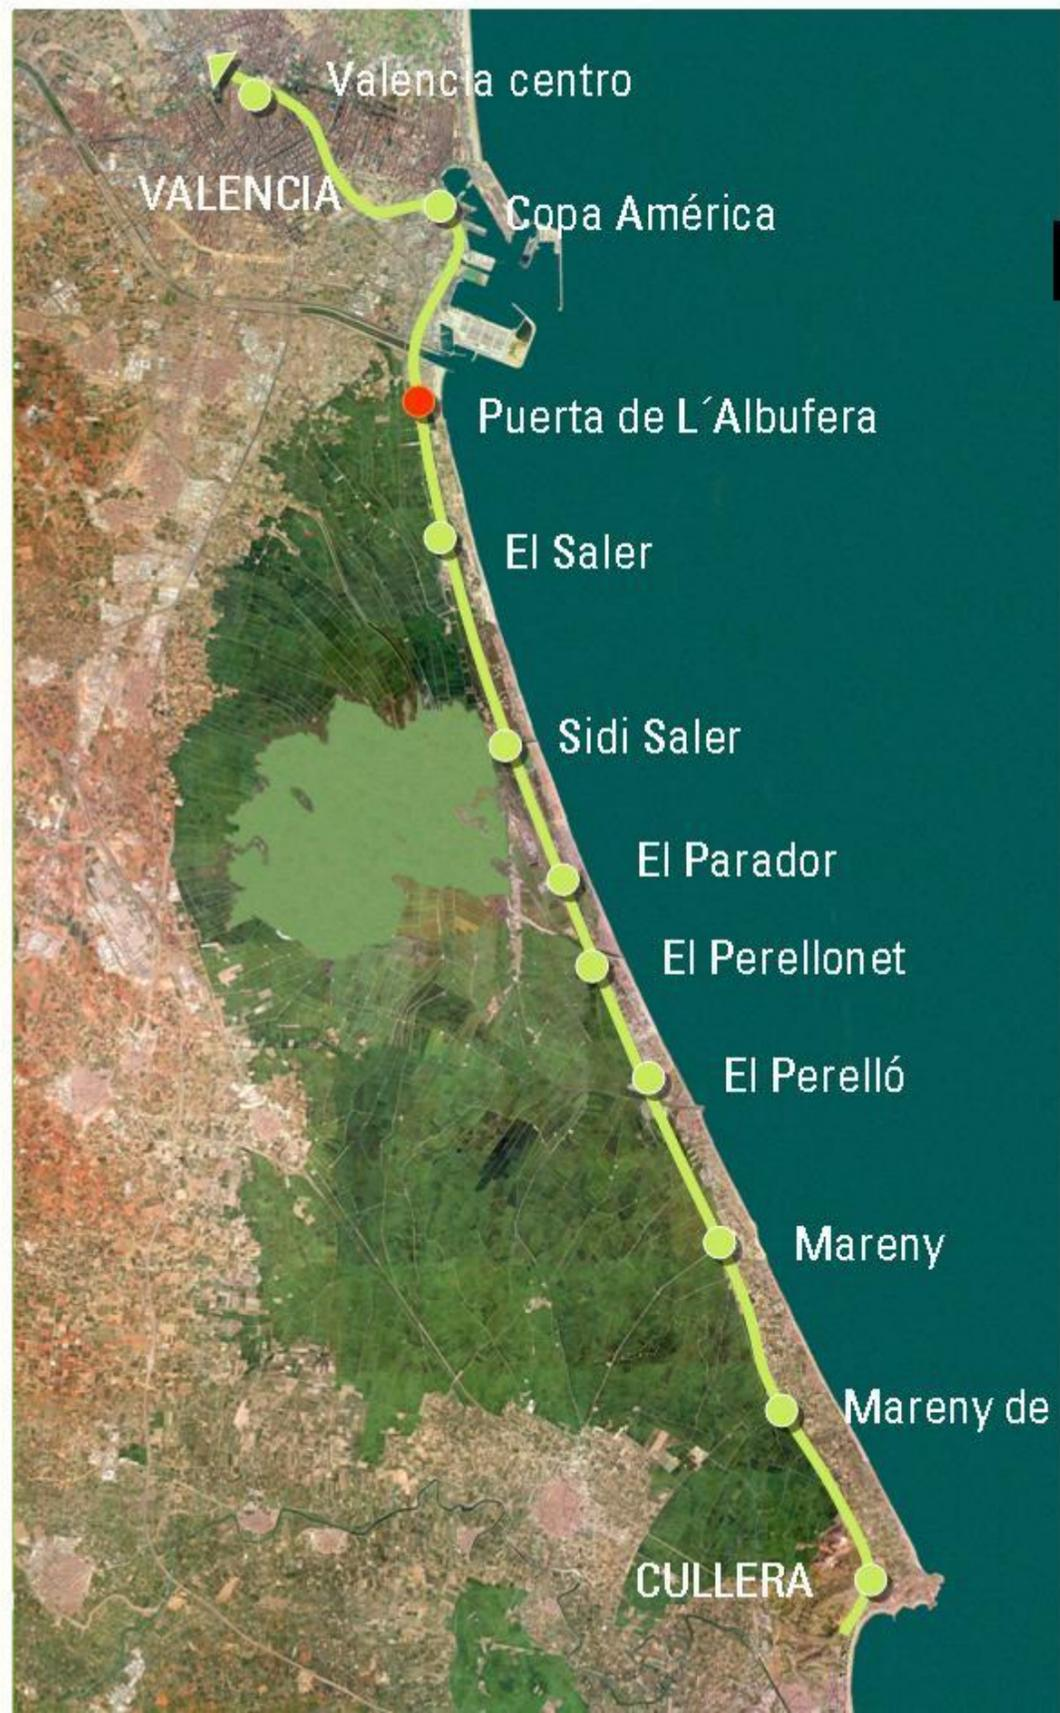 Valencia centro
VALENCIA
Copa América
Puerta de L´Albufera
El Saler
Sidi Saler
El Parador
El Perellonet
El Perelló
Mareny
Mareny de
CULLERA